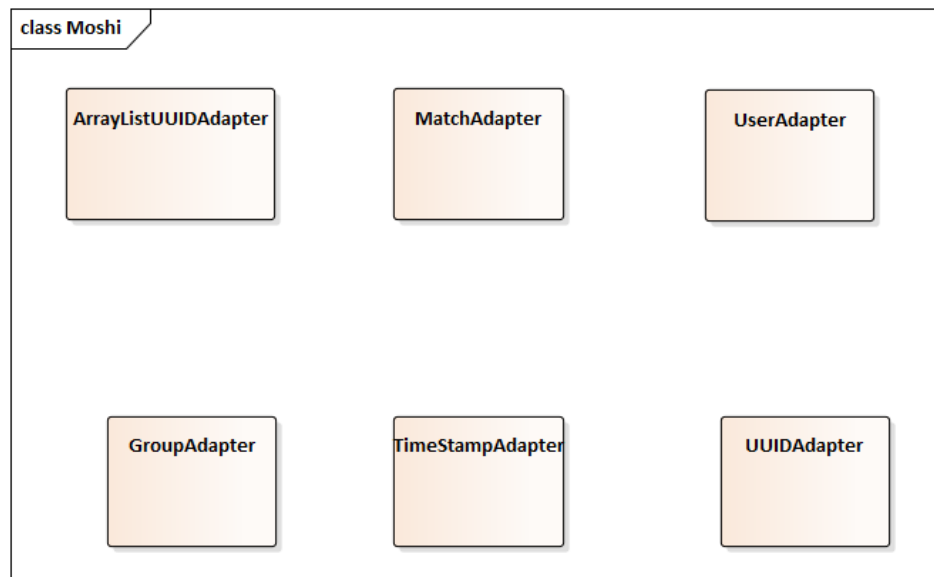 class Moshi
ArrayListUUIDAdapter
MatchAdapter
UserAdapter
GroupAdapter
TimeStampAdapter
UUIDAdapter